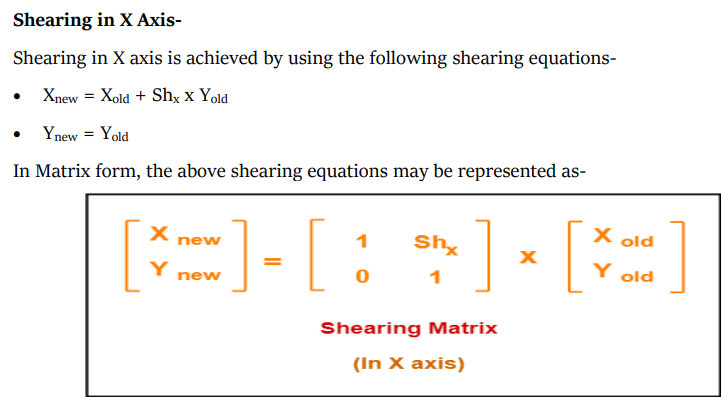 Shearing in X Axis-
Shearing in X axis is achieved by using the following shearing equations-
• Xnew = Xold + Shx x Yold
• Ynew = Yold
In Matrix form, the above shearing equations may be represented as-
[ X new ] = [ 1 Shx ] x [ X old ]
[ Y new ] [ 0 1 ] [ Y old ]
Shearing Matrix
(In X axis)